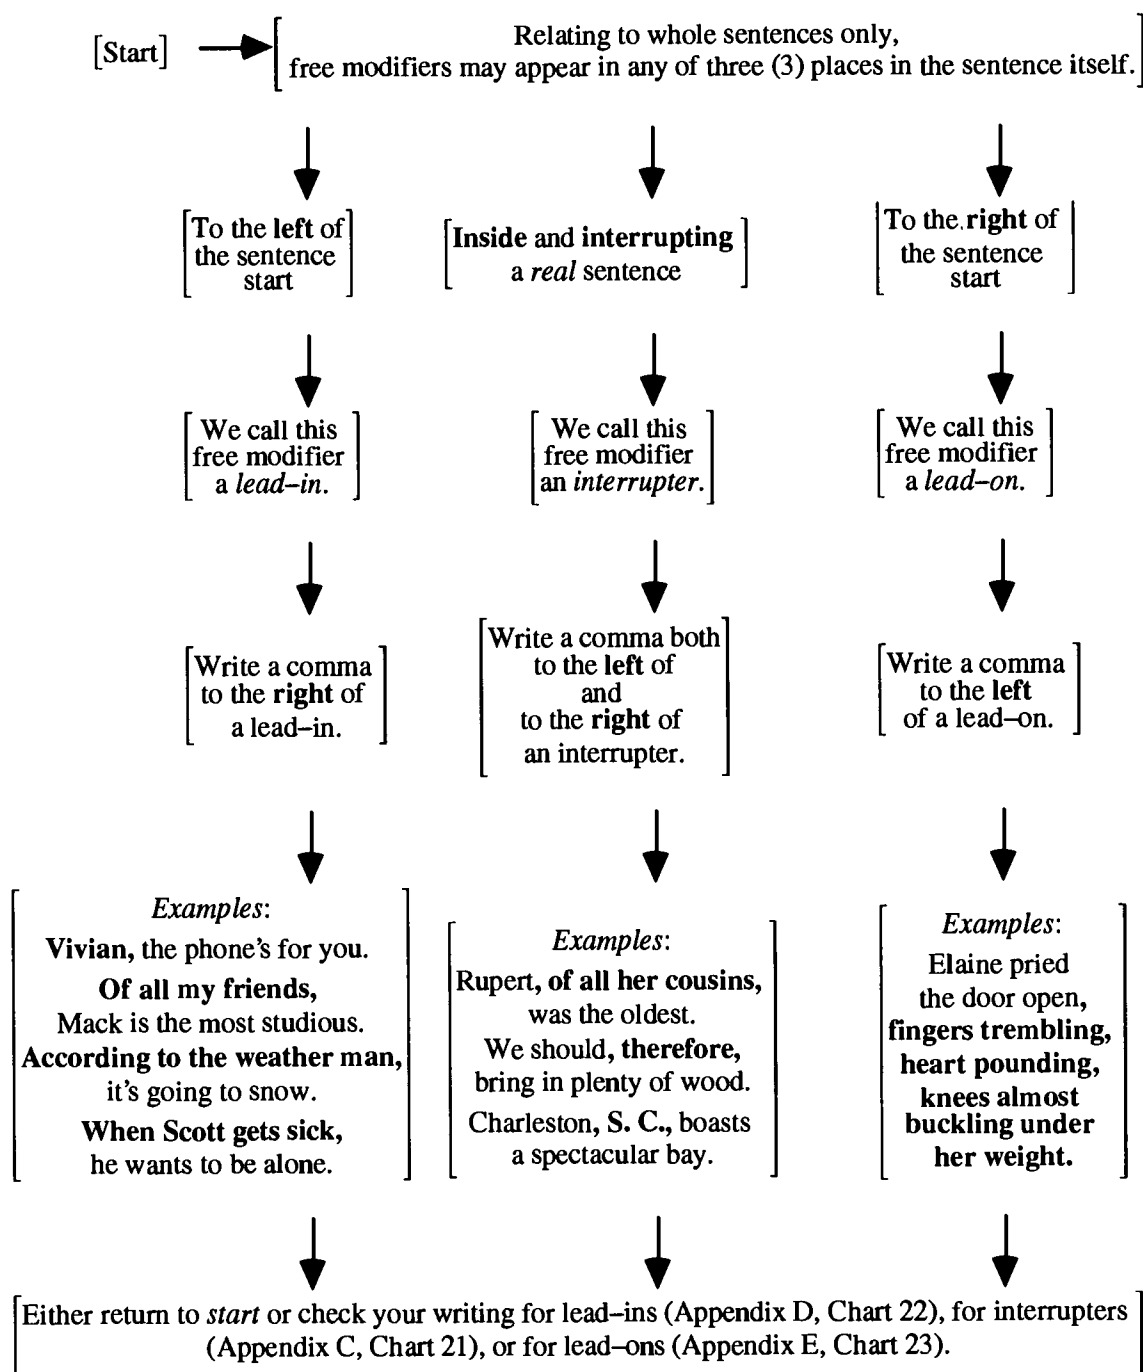 [Start]
Relating to whole sentences only,
free modifiers may appear in any of three (3) places in the sentence itself.
To the left of
the sentence
start
Inside and interrupting
a real sentence
To the right of
the sentence
start
We call this
free modifier
a lead–in.
We call this
free modifier
an interrupter.
We call this
free modifier
a lead–on.
Write a comma
to the right of
a lead–in.
Write a comma both
to the left of
and
to the right of
an interrupter.
Write a comma
to the left
of a lead–on.
Examples:
Vivian, the phone's for you.
Of all my friends,
Mack is the most studious.
According to the weather man,
it's going to snow.
When Scott gets sick,
he wants to be alone.
Examples:
Rupert, of all her cousins,
was the oldest.
We should, therefore,
bring in plenty of wood.
Charleston, S. C., boasts
a spectacular bay.
Examples:
Elaine pried
the door open,
fingers trembling,
heart pounding,
knees almost
buckling under
her weight.
Either return to start or check your writing for lead–ins (Appendix D, Chart 22), for interrupters
(Appendix C, Chart 21), or for lead–ons (Appendix E, Chart 23).